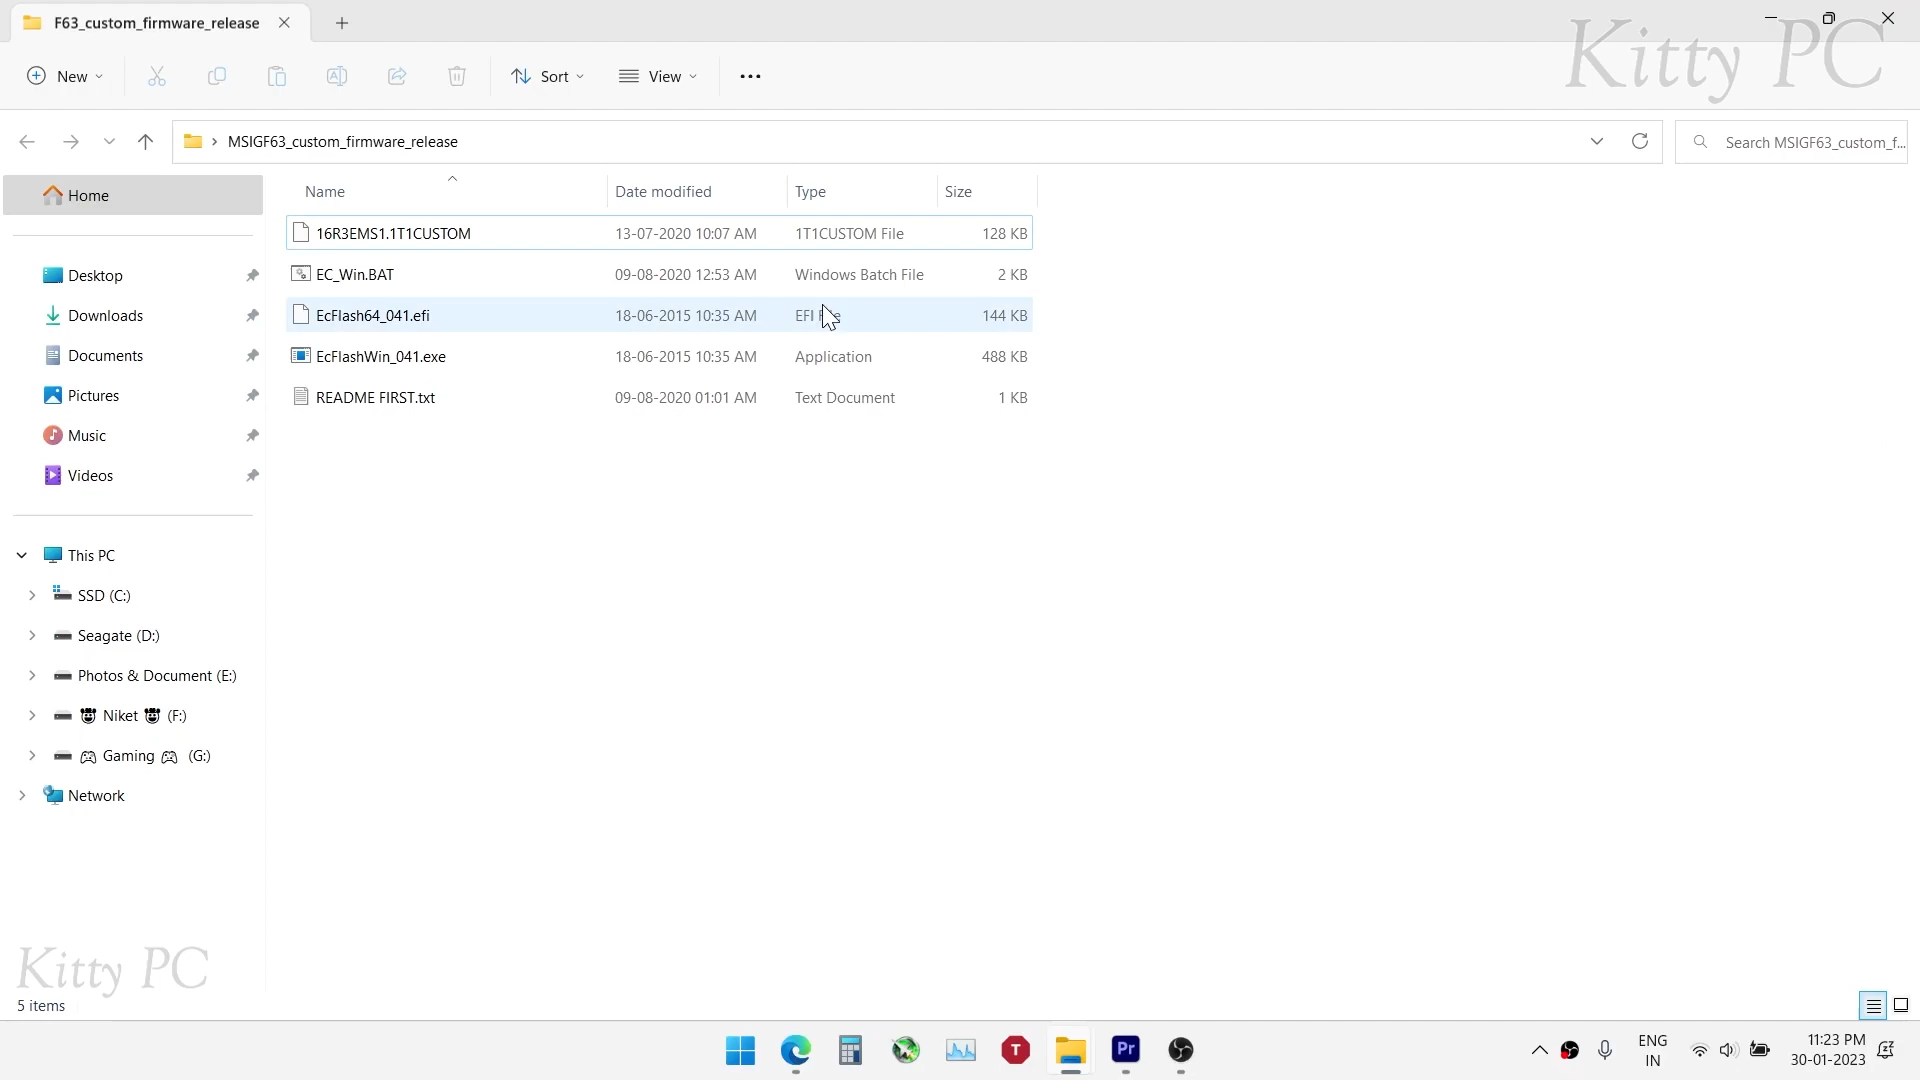 F63_custom_firmware_release
Kitty PC
New
Sort
View
MSIGF63_custom_firmware_release
Search MSIGF63_custom_f...
Home
Desktop
Downloads
Documents
Pictures
Music
Videos
This PC
SSD (C:)
Seagate (D:)
Photos & Document (E:)
Niket (F:)
Gaming (G:)
Network
Name Date modified Type Size
16R3EMS1.1T1CUSTOM 13-07-2020 10:07 AM 1T1CUSTOM File 128 KB
EC_Win.BAT 09-08-2020 12:53 AM Windows Batch File 2 KB
EcFlash64_041.efi 18-06-2015 10:35 AM EFI 144 KB
EcFlashWin_041.exe 18-06-2015 10:35 AM Application 488 KB
README FIRST.txt 09-08-2020 01:01 AM Text Document 1 KB
Kitty PC
5 items
T
Pr
ENG
IN
11:23 PM
30-01-2023